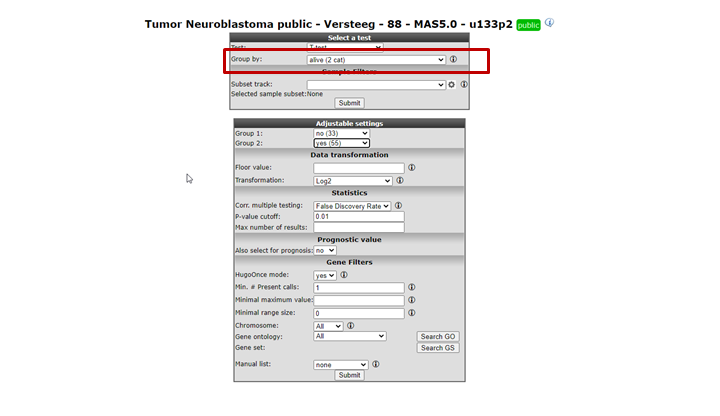 Tumor Neuroblastoma public - Versteeg - 88 - MAS5.0 - u133p2 public
Select a test
Test: T-test
Group by: alive (2 cat)
Sample Filters
Subset track:
Selected sample subset:None
Submit
Adjustable settings
Group 1: no (33)
Group 2: yes (55)
Data transformation
Floor value:
Transformation: Log2
Statistics
Corr. multiple testing: False Discovery Rate
P-value cutoff: 0.01
Max number of results:
Prognostic value
Also select for prognosis: no
Gene Filters
HugoOnce mode: yes
Min. # Present calls: 1
Minimal maximum value:
Minimal range size: 0
Chromosome: All
Gene ontology: All Search GO
Gene set: Search GS
Manual list: none
Submit